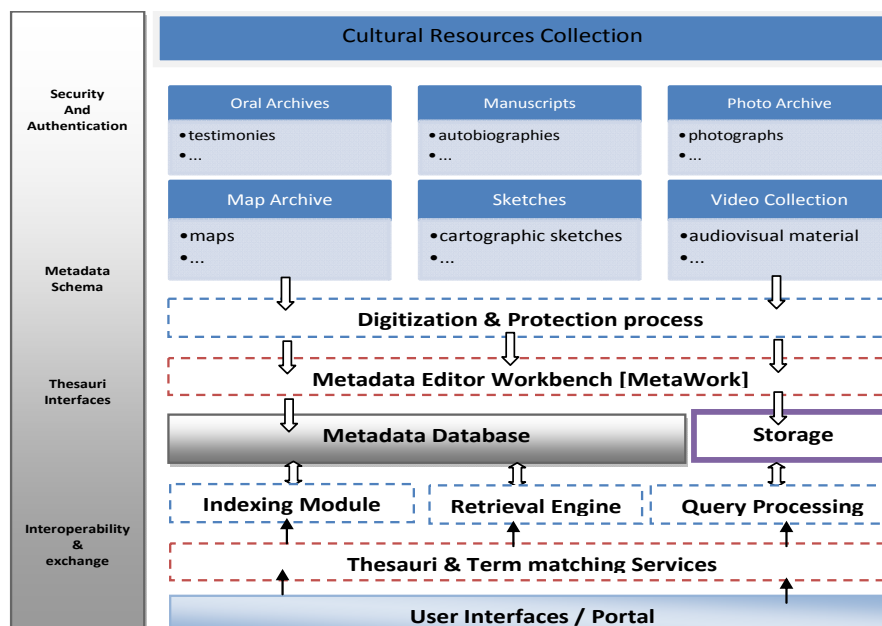 Cultural Resources Collection
Security
And
Authentication
Oral Archives
•testimonies
•...
Manuscripts
•autobiographies
•...
Photo Archive
•photographs
•...
Map Archive
•maps
•...
Sketches
•cartographic sketches
•...
Video Collection
•audiovisual material
•...
Metadata
Schema
Digitization & Protection process
Thesauri
Interfaces
Metadata Editor Workbench [MetaWork]
Metadata Database
Storage
Indexing Module
Retrieval Engine
Query Processing
Interoperability
&
exchange
Thesauri & Term matching Services
User Interfaces / Portal